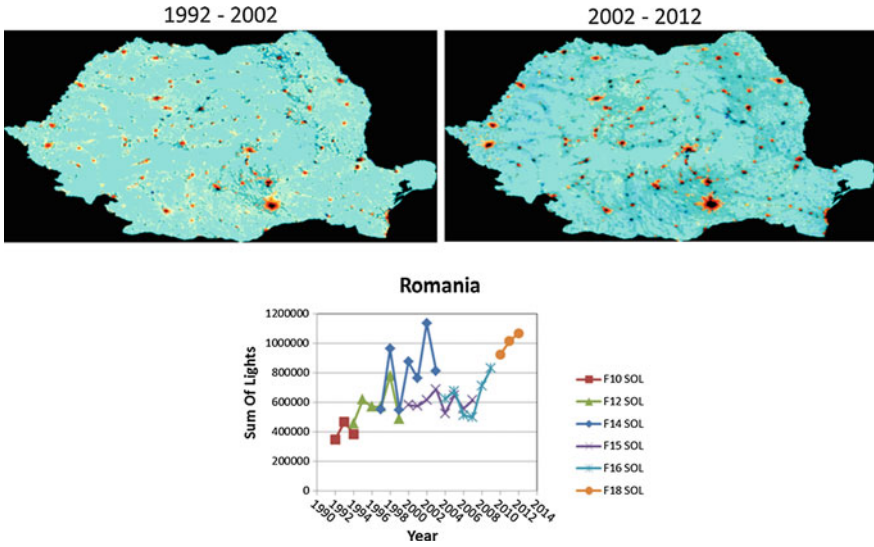 1992 - 2002
2002 - 2012
Romania
1200000
1000000
800000
600000
400000
200000
0
Sum Of Lights
1990
1992
1994
1996
1998
2000
2002
2004
2006
2008
2010
2012
2014
Year
F10 SOL
F12 SOL
F14 SOL
F15 SOL
F16 SOL
F18 SOL